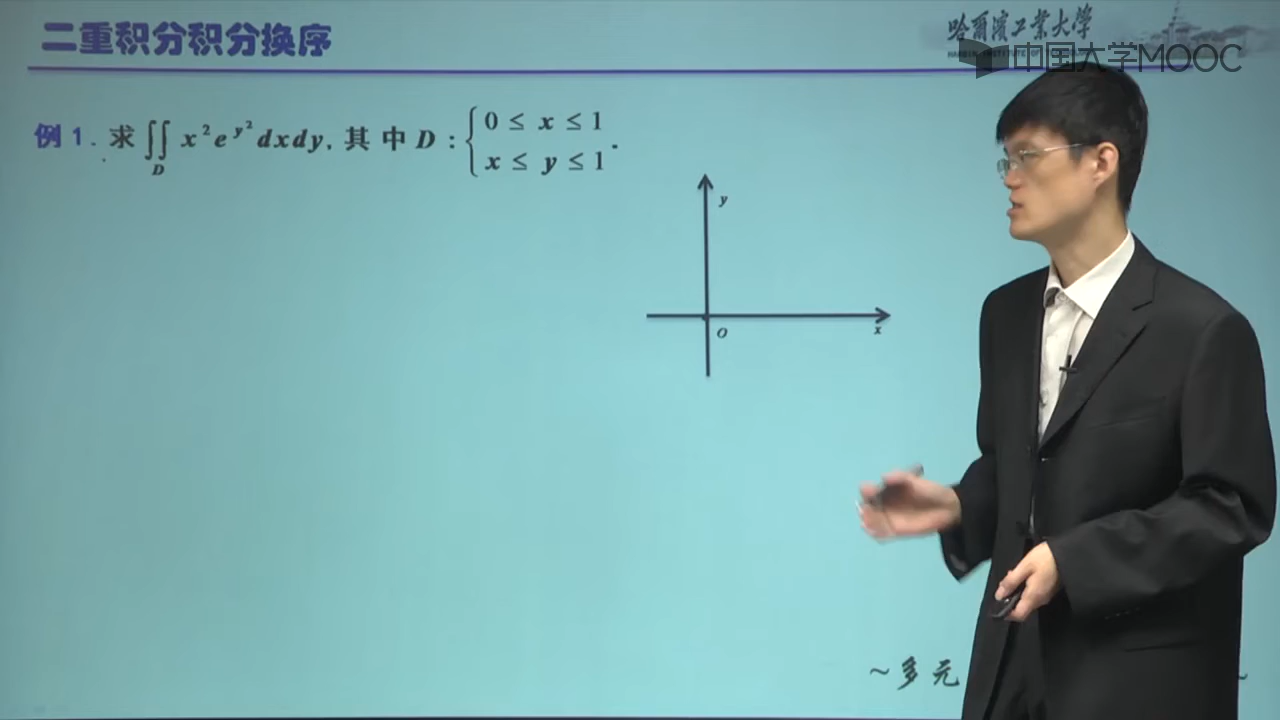 二重积分积分换序
哈尔滨工业大学
中国大学MOOC
例 1. 求 ∬_D x²e^{y²}dxdy, 其中 D : { 0 ≤ x ≤ 1
x ≤ y ≤ 1 .
y
O
x
~多元